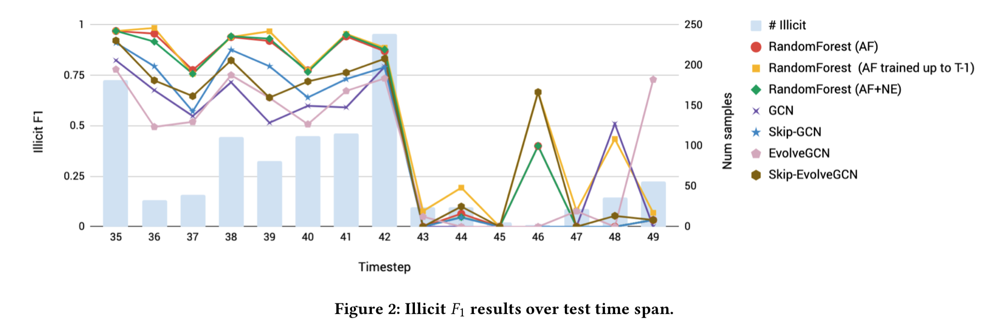 1
0.75
0.5
0.25
0
Illicit F1
250
200
150
100
50
0
Num samples
35 36 37 38 39 40 41 42 43 44 45 46 47 48 49
Timestep
# Illicit
RandomForest (AF)
RandomForest (AF trained up to T-1)
RandomForest (AF+NE)
GCN
Skip-GCN
EvolveGCN
Skip-EvolveGCN
Figure 2: Illicit F1 results over test time span.